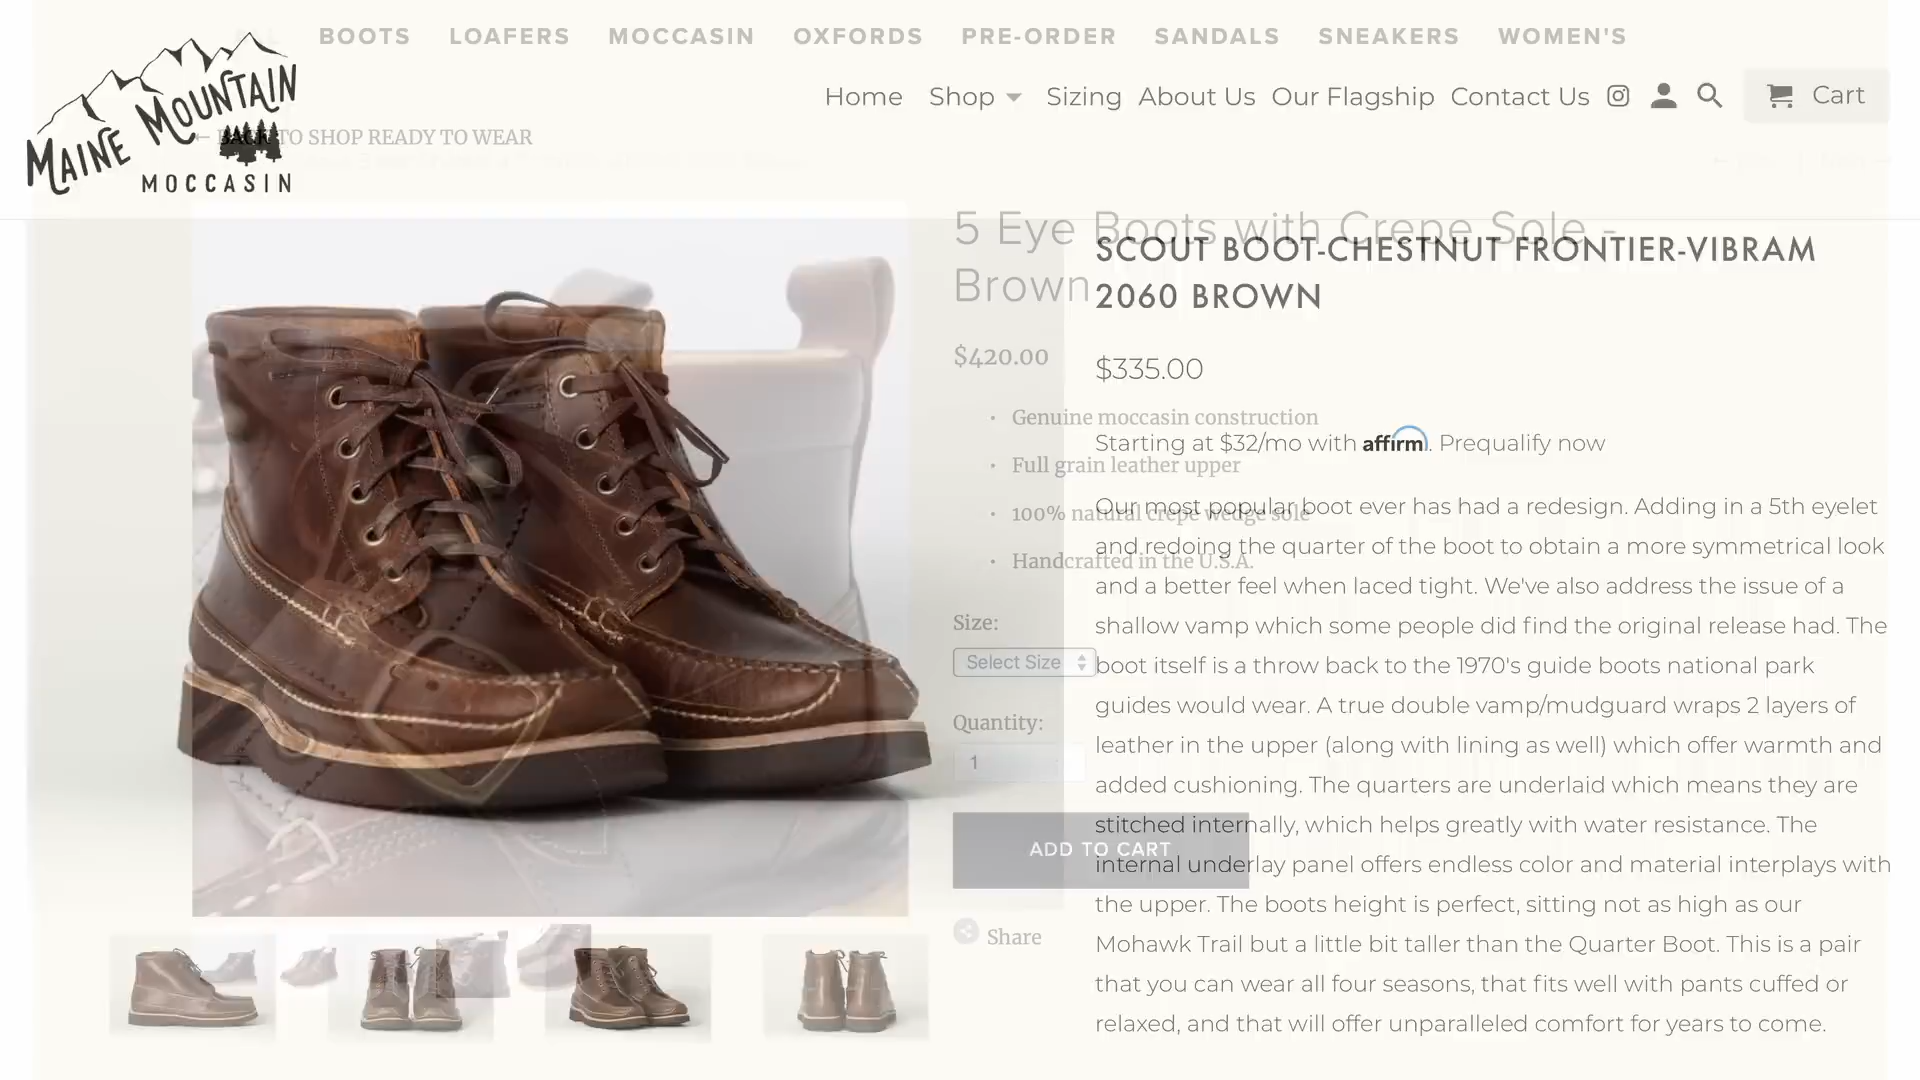 BOOTS LOAFERS MOCCASIN OXFORDS PRE-ORDER SANDALS SNEAKERS WOMEN'S
MAINE MOUNTAIN
MOCCASIN
Home Shop Sizing About Us Our Flagship Contact Us Cart
← BACK TO SHOP READY TO WEAR
5 Eye Boots with Crepe Sole -
Brown
$420.00
• Genuine moccasin construction
• Full grain leather upper
• 100% natural crepe wedge sole
• Handcrafted in the U.S.A.
Size:
Select Size
Quantity:
1
ADD TO CART
Share
SCOUT BOOT-CHESTNUT FRONTIER-VIBRAM
2060 BROWN
$335.00
Starting at $32/mo with affirm. Prequalify now
Our most popular boot ever has had a redesign. Adding in a 5th eyelet
and redoing the quarter of the boot to obtain a more symmetrical look
and a better feel when laced tight. We've also address the issue of a
shallow vamp which some people did find the original release had. The
boot itself is a throw back to the 1970's guide boots national park
guides would wear. A true double vamp/mudguard wraps 2 layers of
leather in the upper (along with lining as well) which offer warmth and
added cushioning. The quarters are underlaid which means they are
stitched internally, which helps greatly with water resistance. The
internal underlay panel offers endless color and material interplays with
the upper. The boots height is perfect, sitting not as high as our
Mohawk Trail but a little bit taller than the Quarter Boot. This is a pair
that you can wear all four seasons, that fits well with pants cuffed or
relaxed, and that will offer unparalleled comfort for years to come.